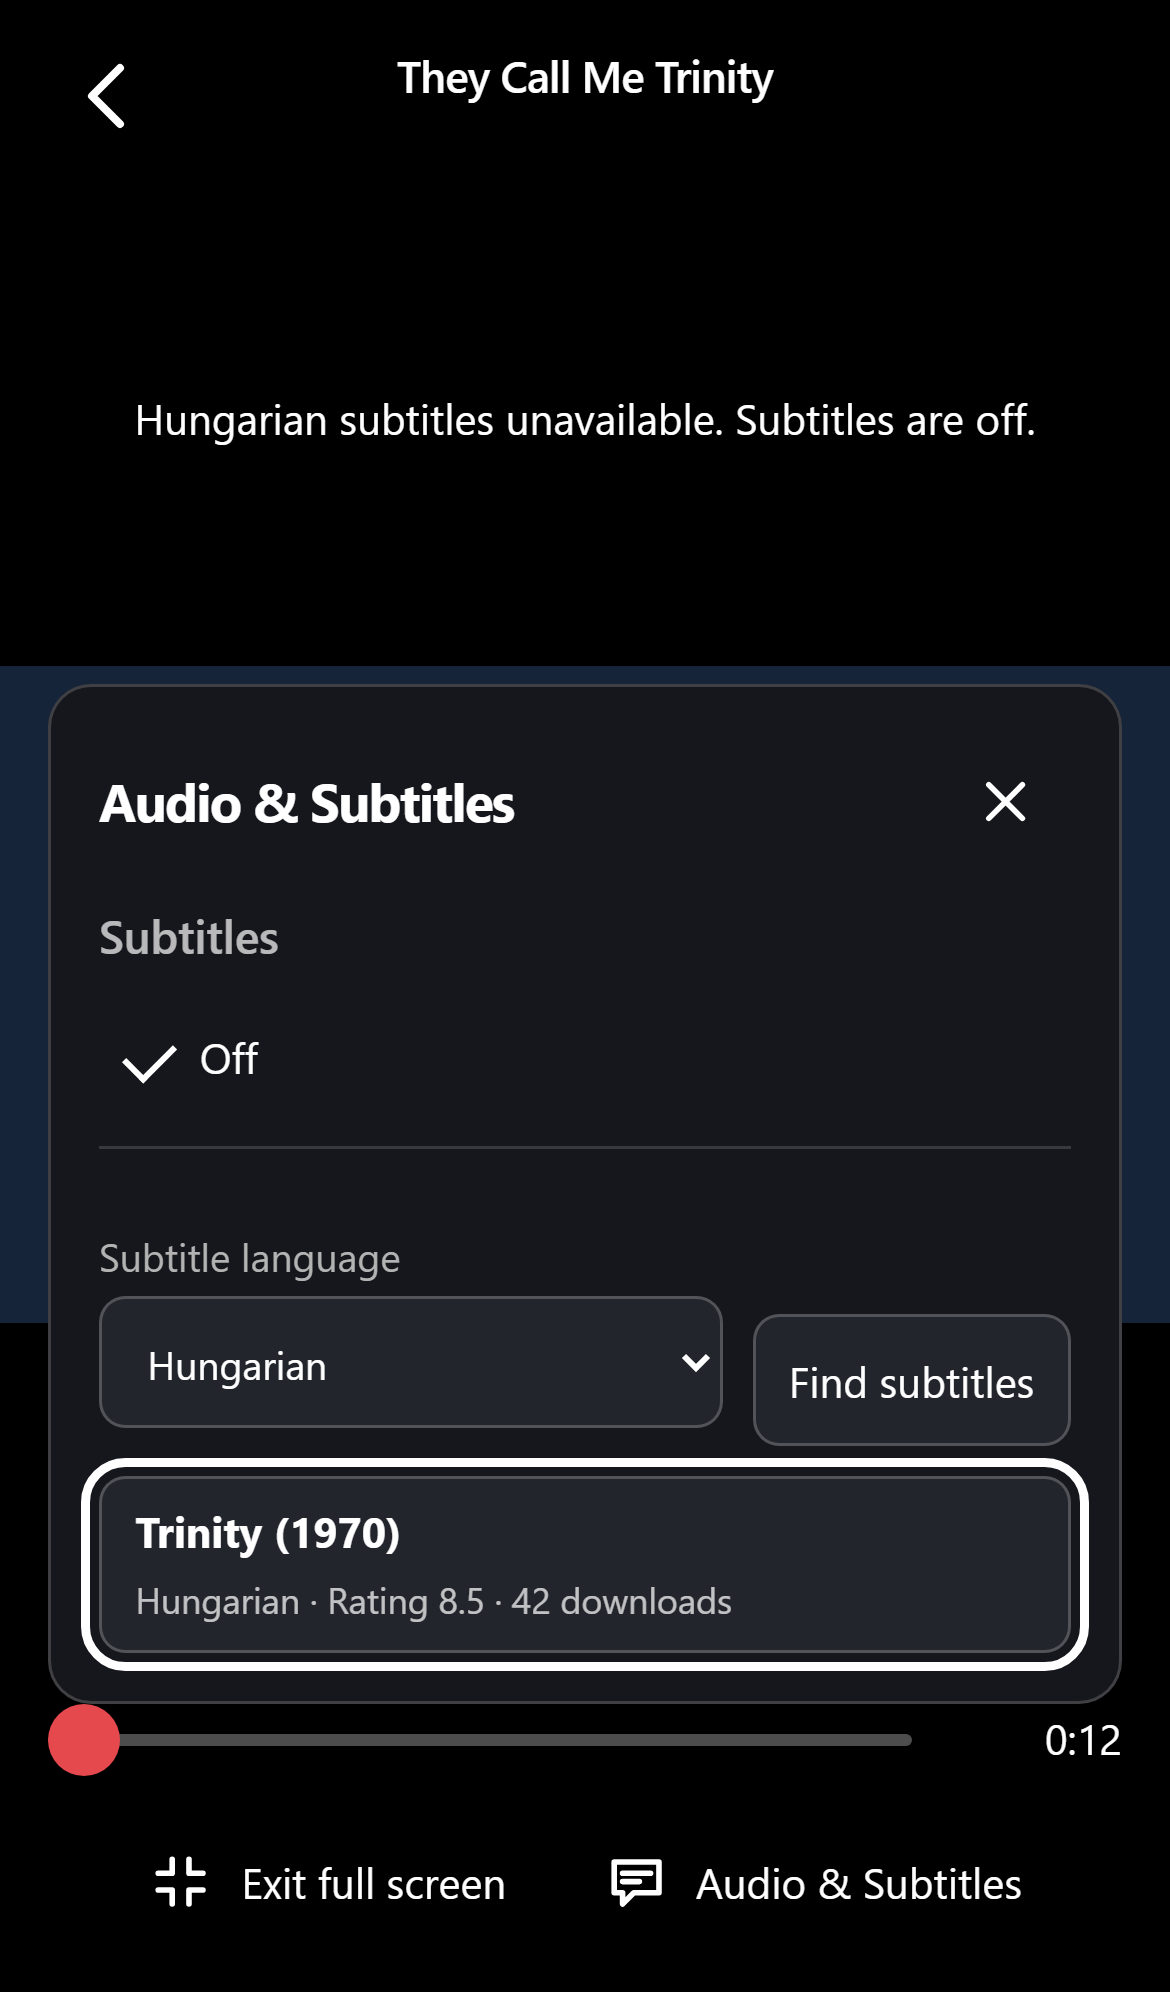 They Call Me Trinity
Hungarian subtitles unavailable. Subtitles are off.
Audio & Subtitles
Subtitles
Off
Subtitle language
Hungarian
Find subtitles
Trinity (1970)
Hungarian · Rating 8.5 · 42 downloads
0:12
Exit full screen
Audio & Subtitles